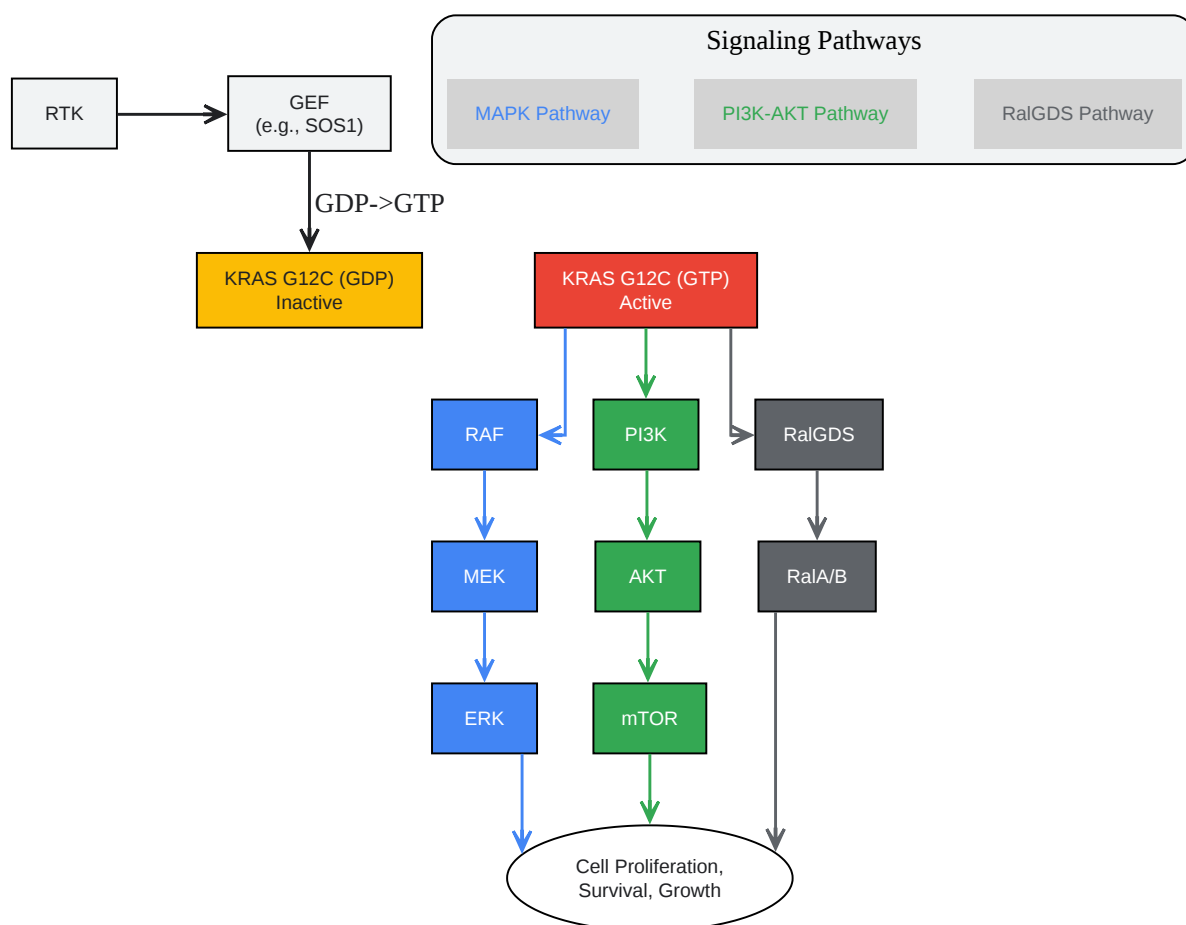 Signaling Pathways
MAPK Pathway
PI3K-AKT Pathway
RalGDS Pathway
RTK
GEF
(e.g., SOS1)
GDP->GTP
KRAS G12C (GDP)
Inactive
KRAS G12C (GTP)
Active
RAF
PI3K
RalGDS
MEK
AKT
RalA/B
ERK
mTOR
Cell Proliferation,
Survival, Growth